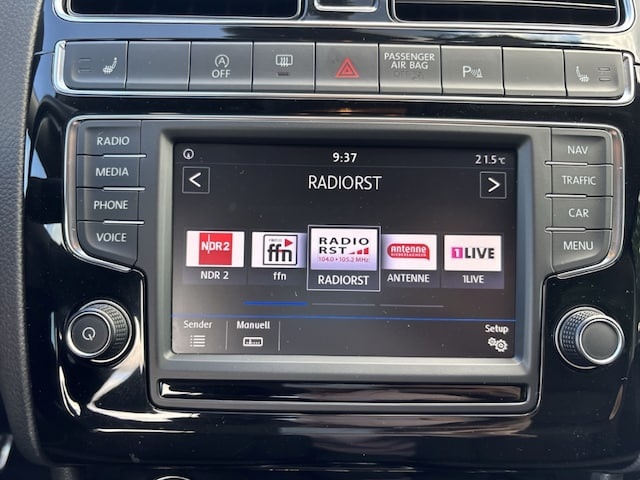 OFF
PASSENGER
AIR BAG
P
RADIO
MEDIA
PHONE
VOICE
NAV
TRAFFIC
CAR
MENU
9:37
21.5°C
<
RADIORST
>
NDR2
ffn
RADIO
RST
104.0 • 105.2 MHz
antenne
1LIVE
NDR 2
ffn
RADIORST
ANTENNE
1LIVE
Sender
Manuell
Setup